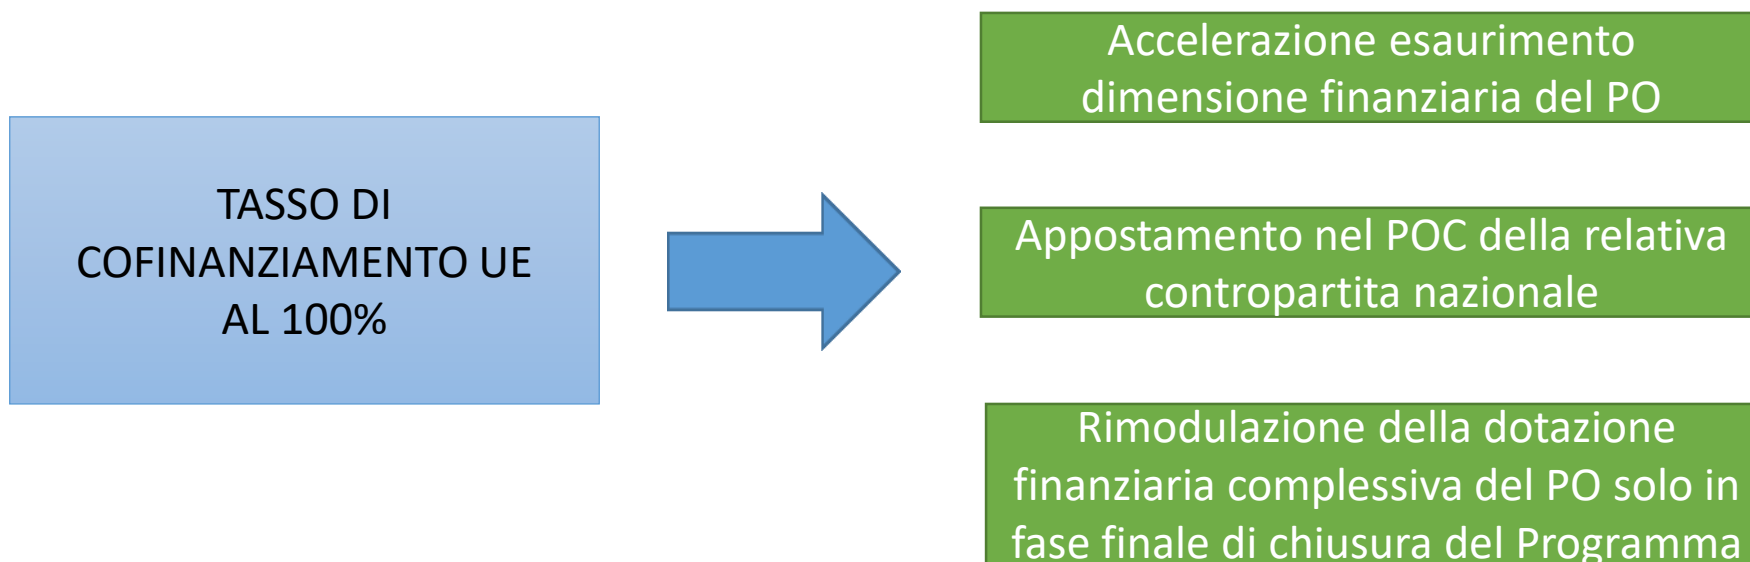 TASSO DI
COFINANZIAMENTO UE
AL 100%
Accelerazione esaurimento
dimensione finanziaria del PO
Appostamento nel POC della relativa
contropartita nazionale
Rimodulazione della dotazione
finanziaria complessiva del PO solo in
fase finale di chiusura del Programma